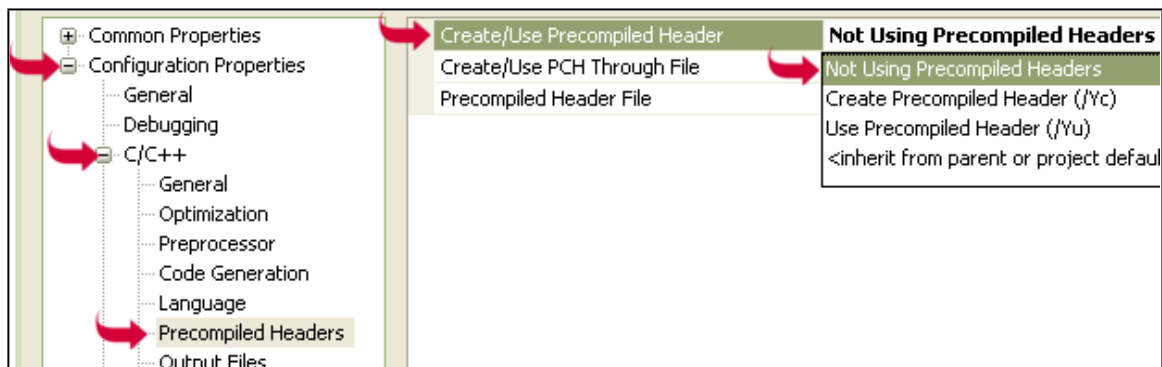 Common Properties
Configuration Properties
General
Debugging
C/C++
General
Optimization
Preprocessor
Code Generation
Language
Precompiled Headers
Output Files
Create/Use Precompiled Header
Not Using Precompiled Headers
Create/Use PCH Through File
Not Using Precompiled Headers
Precompiled Header File
Create Precompiled Header (/Yc)
Use Precompiled Header (/Yu)
<inherit from parent or project defaul